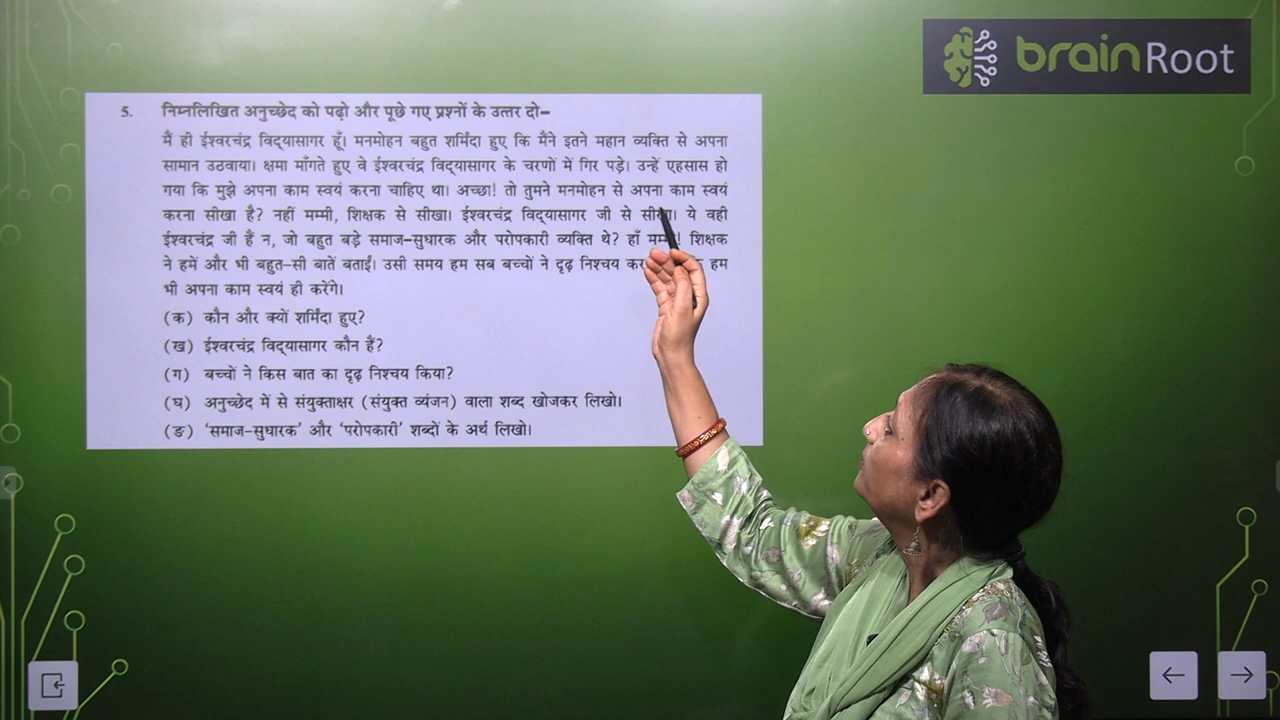 brainRoot
5. निम्नलिखित अनुच्छेद को पढ़ो और पूछे गए प्रश्नों के उत्तर दो–
मैं ही ईश्वरचंद्र विद्यासागर हूँ। मनमोहन बहुत शर्मिंदा हुए कि मैंने इतने महान व्यक्ति से अपना
सामान उठवाया। क्षमा माँगते हुए वे ईश्वरचंद्र विद्यासागर के चरणों में गिर पड़े। उन्हें एहसास हो
गया कि मुझे अपना काम स्वयं करना चाहिए था। अच्छा! तो तुमने मनमोहन से अपना काम स्वयं
करना सीखा है? नहीं मम्मी, शिक्षक से सीखा। ईश्वरचंद्र विद्यासागर जी से सीखा। ये वही
ईश्वरचंद्र जी हैं न, जो बहुत बड़े समाज–सुधारक और परोपकारी व्यक्ति थे? हाँ मम्मी! शिक्षक
ने हमें और भी बहुत–सी बातें बताईं। उसी समय हम सब बच्चों ने दृढ़ निश्चय कर हम
भी अपना काम स्वयं ही करेंगे।
(क) कौन और क्यों शर्मिंदा हुए?
(ख) ईश्वरचंद्र विद्यासागर कौन हैं?
(ग) बच्चों ने किस बात का दृढ़ निश्चय किया?
(घ) अनुच्छेद में से संयुक्ताक्षर (संयुक्त व्यंजन) वाला शब्द खोजकर लिखो।
(ङ) ‘समाज–सुधारक’ और ‘परोपकारी’ शब्दों के अर्थ लिखो।